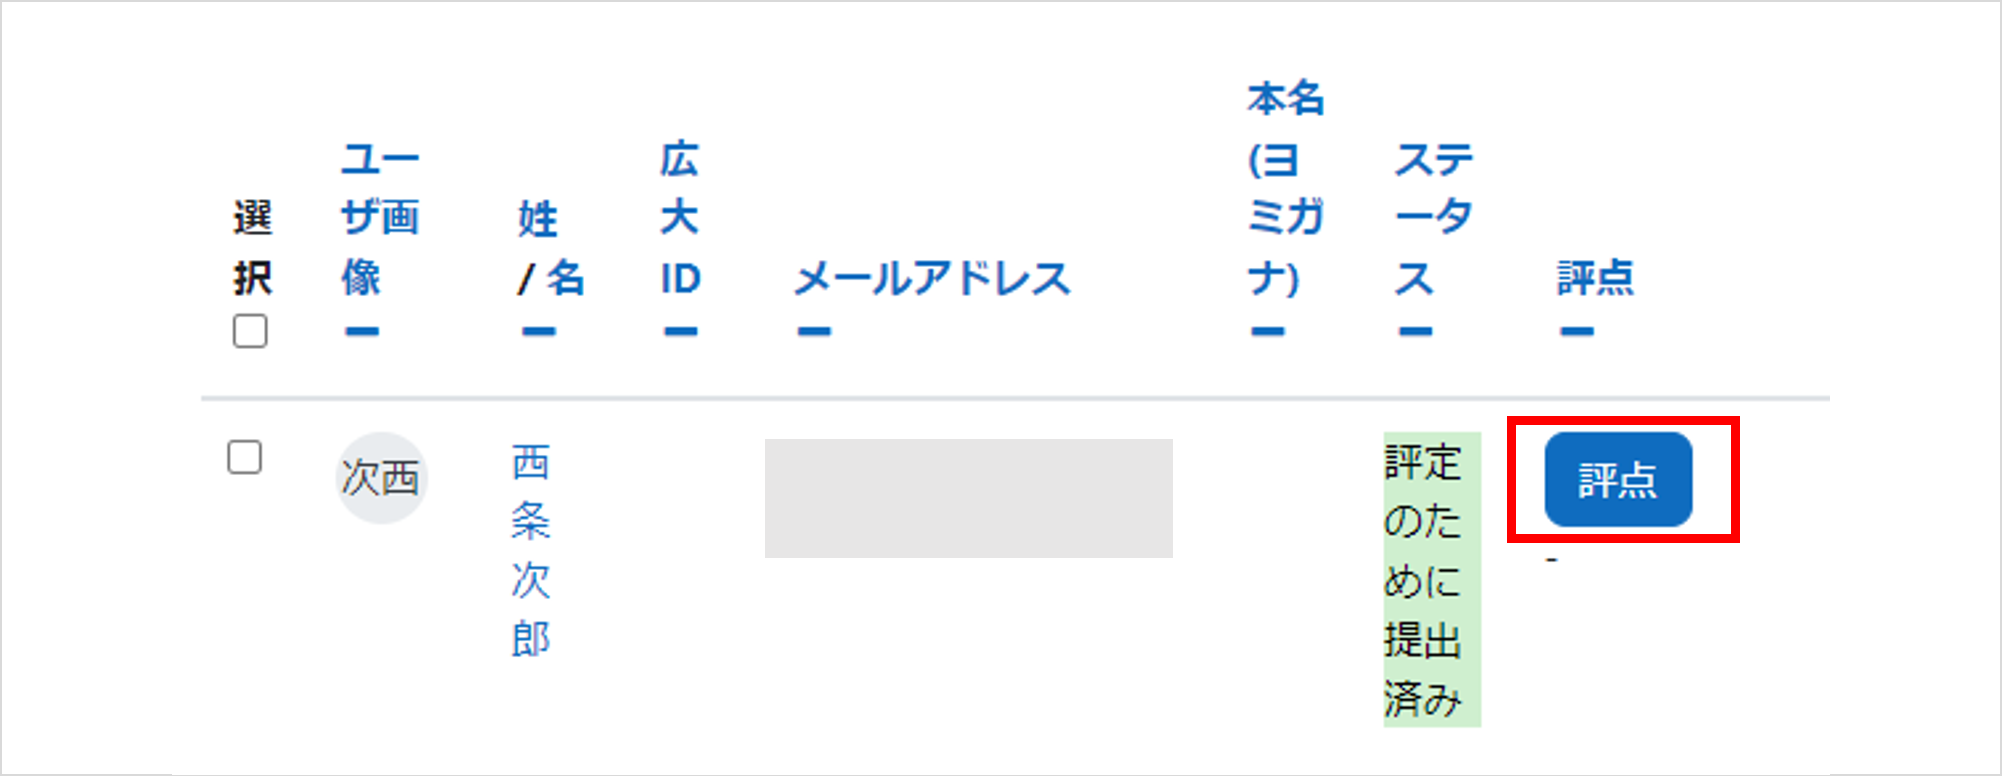 選
択
ユー
ザ画
像
姓
/ 名
広
大
ID
メールアドレス
本名
(ヨ
ミガ
ナ)
ステ
ータ
ス
評点
次西
西
条
次
郎
評定
のた
めに
提出
済み
評点
-